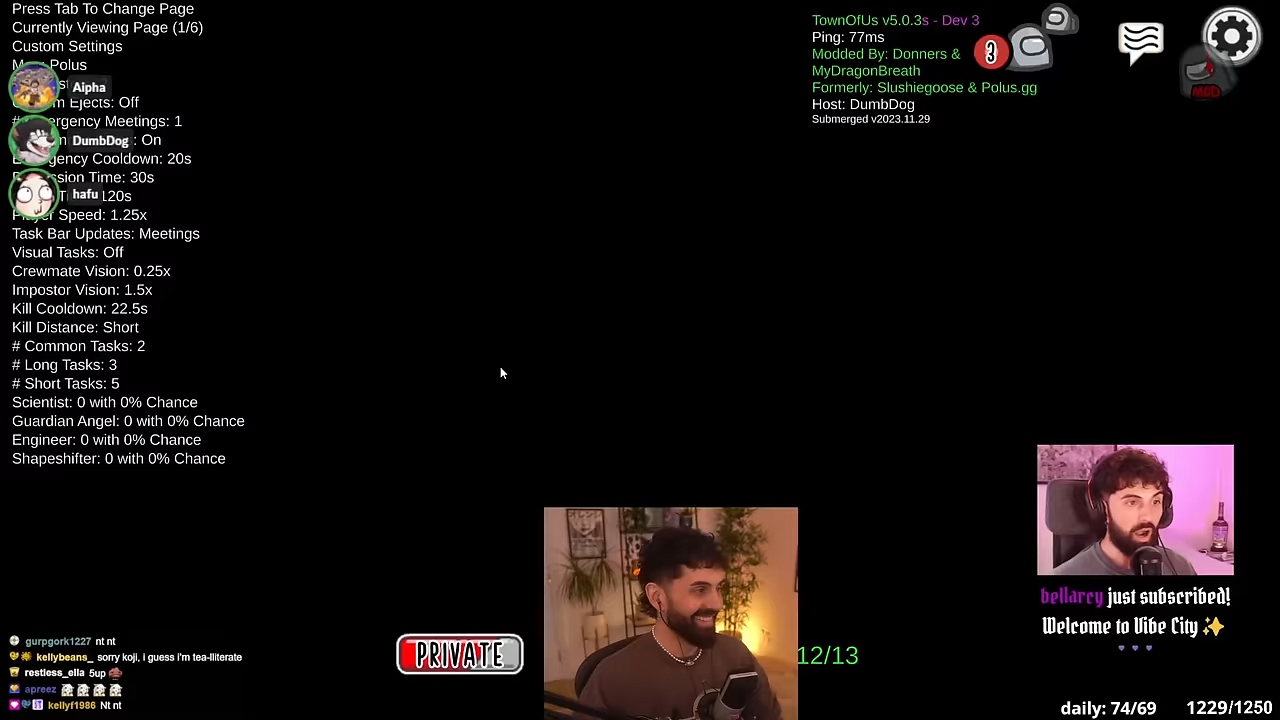 Press Tab To Change Page
Currently Viewing Page (1/6)
Custom Settings
Polus
Aipha
Ejects: Off
Emergency Meetings: 1
DumbDog : On
Cooldown: 20s
Time: 30s
hafu 120s
Speed: 1.25x
Task Bar Updates: Meetings
Visual Tasks: Off
Crewmate Vision: 0.25x
Impostor Vision: 1.5x
Kill Cooldown: 22.5s
Kill Distance: Short
# Common Tasks: 2
# Long Tasks: 3
# Short Tasks: 5
Scientist: 0 with 0% Chance
Guardian Angel: 0 with 0% Chance
Engineer: 0 with 0% Chance
Shapeshifter: 0 with 0% Chance
TownOfUs v5.0.3s - Dev 3
Ping: 77ms
Modded By: Donners &
MyDragonBreath
Formerly: Slushiegoose & Polus.gg
Host: DumbDog
Submerged v2023.11.29
3
MOD
gurpgork1227 nt nt
kellybeans_ sorry koji, i guess i'm tea-lliterate
restless_ella 5up
apreez
kellyf1986 Nt nt
PRIVATE
12/13
bellarcy just subscribed!
Welcome to Vibe City
daily: 74/69 1229/1250